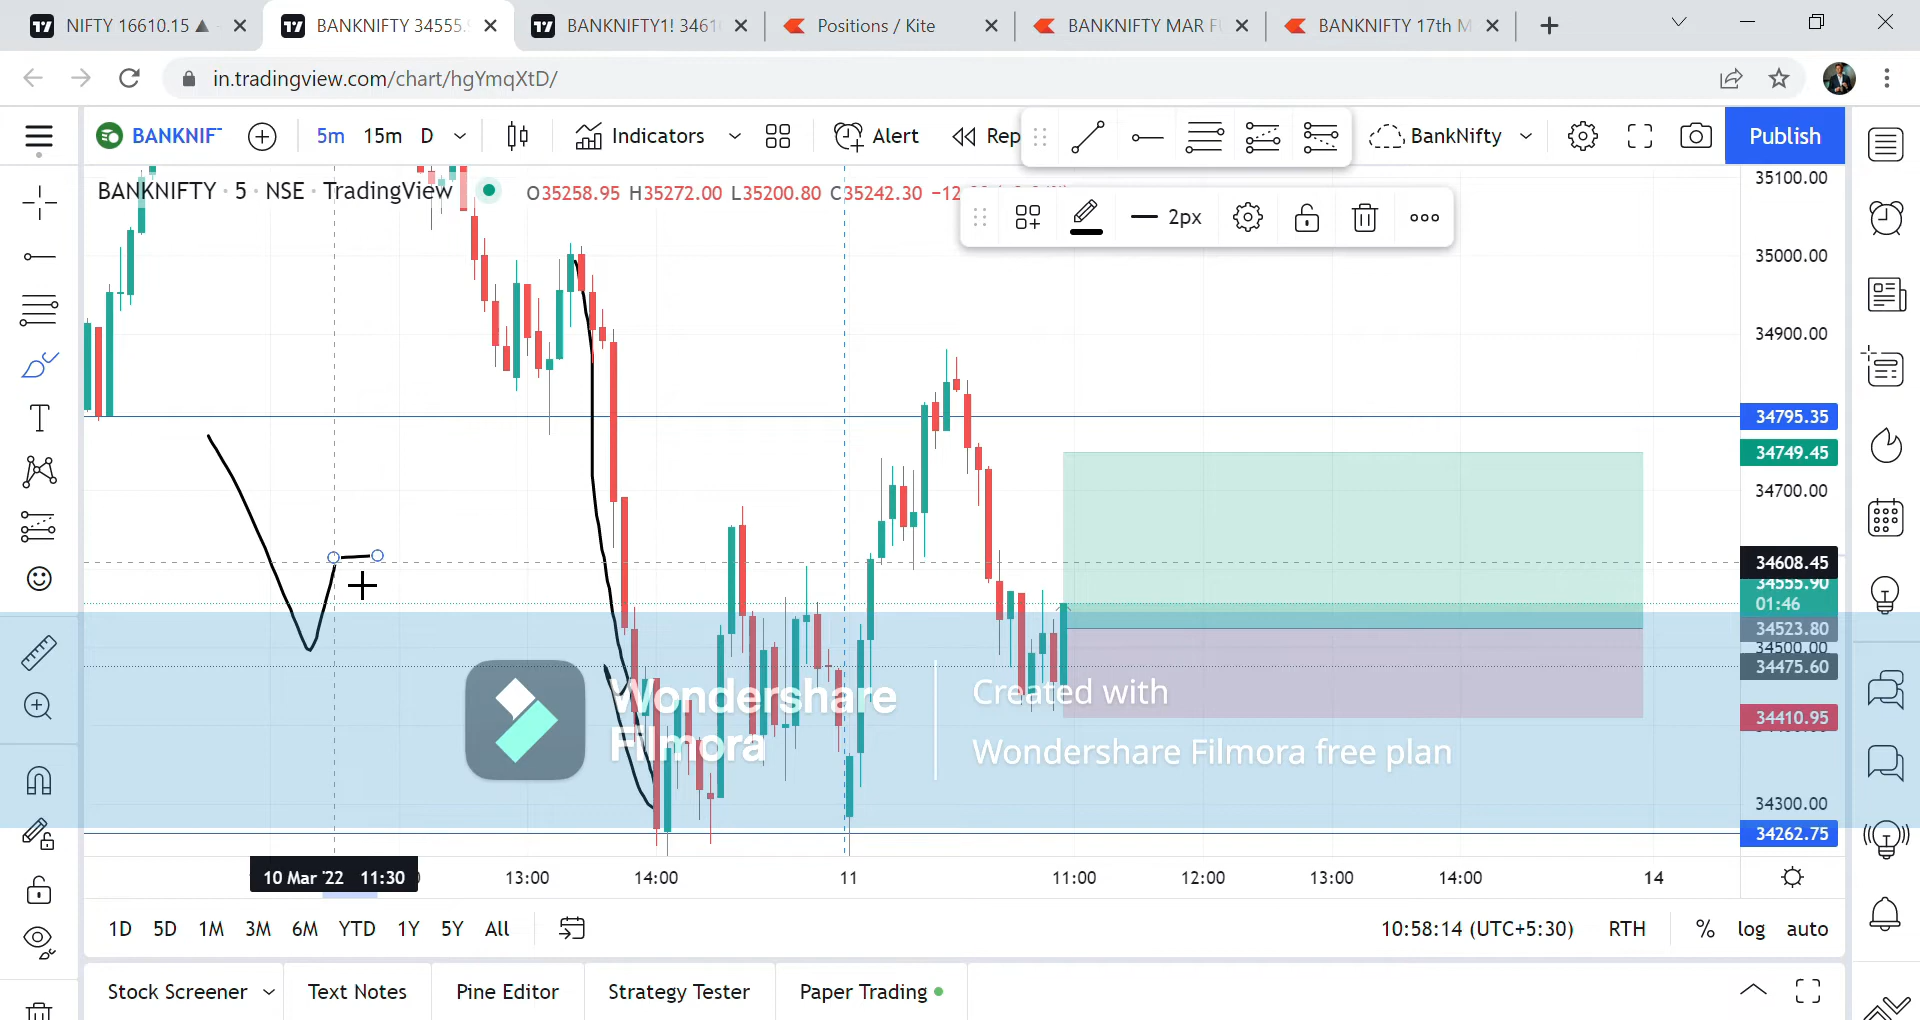 NIFTY 16610.15 ▲
BANKNIFTY 34555.
BANKNIFTY1! 3461
Positions / Kite
BANKNIFTY MAR FU
BANKNIFTY 17th M
in.tradingview.com/chart/hgYmqXtD/
BANKNIF
5m 15m D
Indicators
Alert
Rep
BankNifty
Publish
BANKNIFTY · 5 · NSE · TradingView
O35258.95 H35272.00 L35200.80 C35242.30 −12
2px
35100.00
35000.00
34900.00
34795.35
34749.45
34700.00
34608.45
34555.90
01:46
34523.80
34500.00
34475.60
34410.95
34300.00
34262.75
Wondershare
Filmora
Created with
Wondershare Filmora free plan
10 Mar '22 11:30
13:00
14:00
11
11:00
12:00
13:00
14:00
14
1D 5D 1M 3M 6M YTD 1Y 5Y All
10:58:14 (UTC+5:30)
RTH
%
log
auto
Stock Screener
Text Notes
Pine Editor
Strategy Tester
Paper Trading